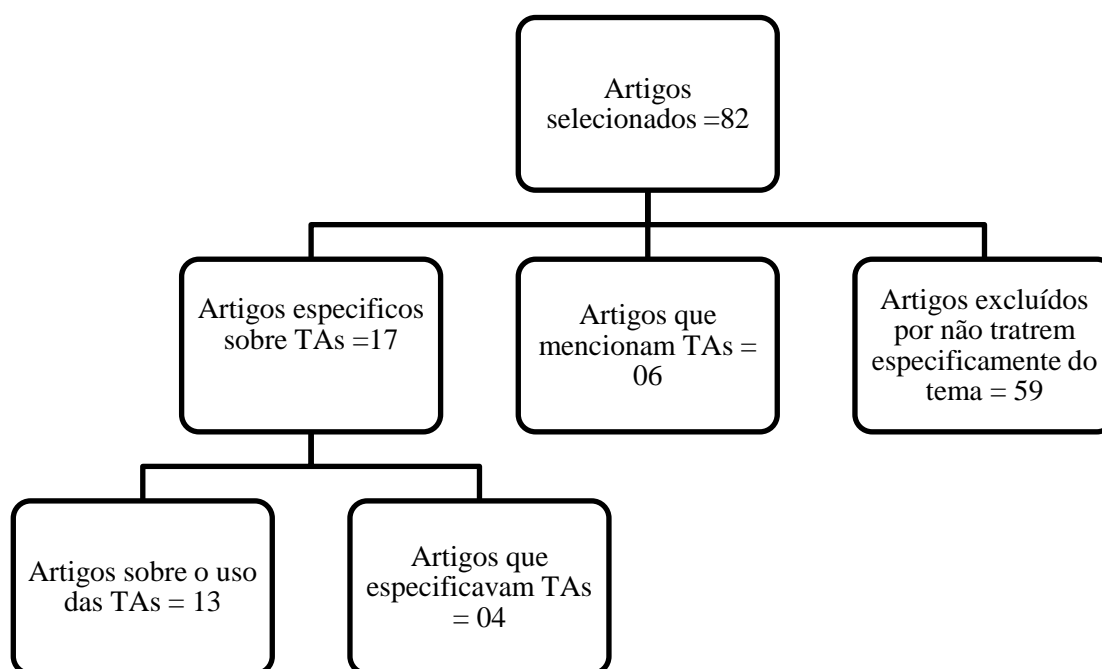 Artigos
selecionados =82
Artigos especificos
sobre TAs =17
Artigos que
mencionam TAs =
06
Artigos excluídos
por não tratrem
especificamente do
tema = 59
Artigos sobre o uso
das TAs = 13
Artigos que
especificavam TAs
= 04